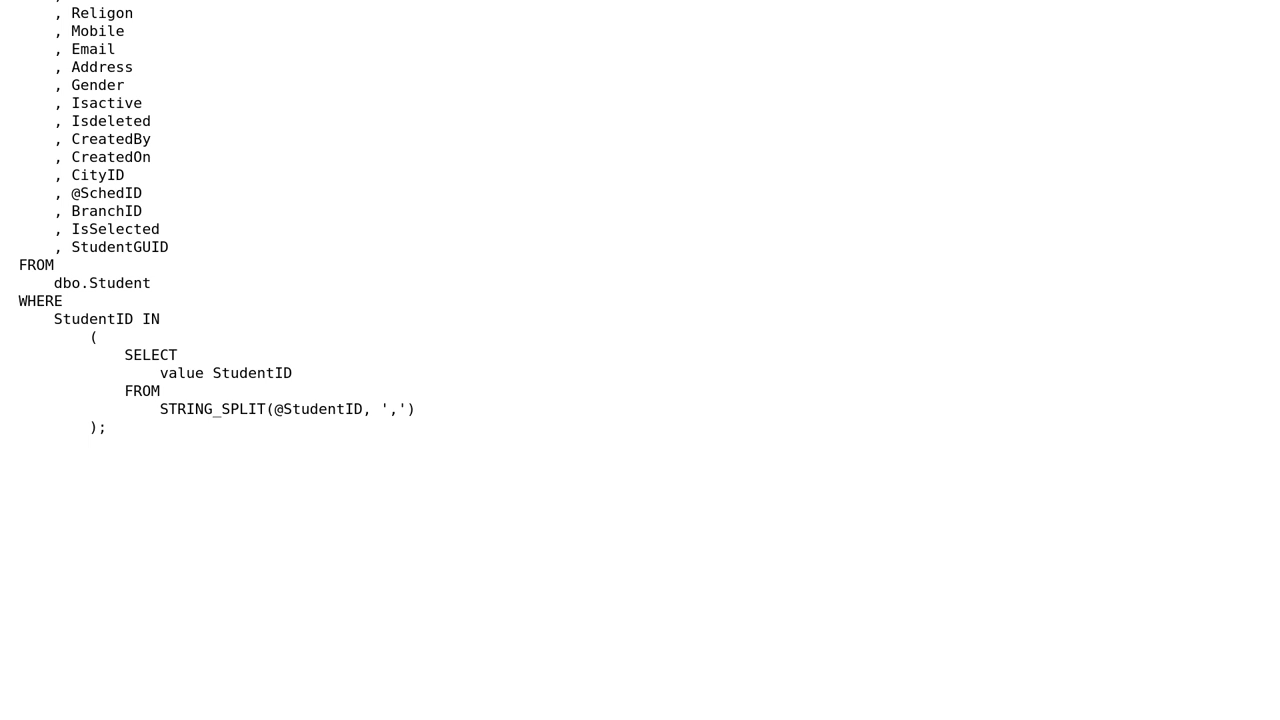 , Religon
, Mobile
, Email
, Address
, Gender
, Isactive
, Isdeleted
, CreatedBy
, CreatedOn
, CityID
, @SchedID
, BranchID
, IsSelected
, StudentGUID
FROM
dbo.Student
WHERE
StudentID IN
(
SELECT
value StudentID
FROM
STRING_SPLIT(@StudentID, ',')
);